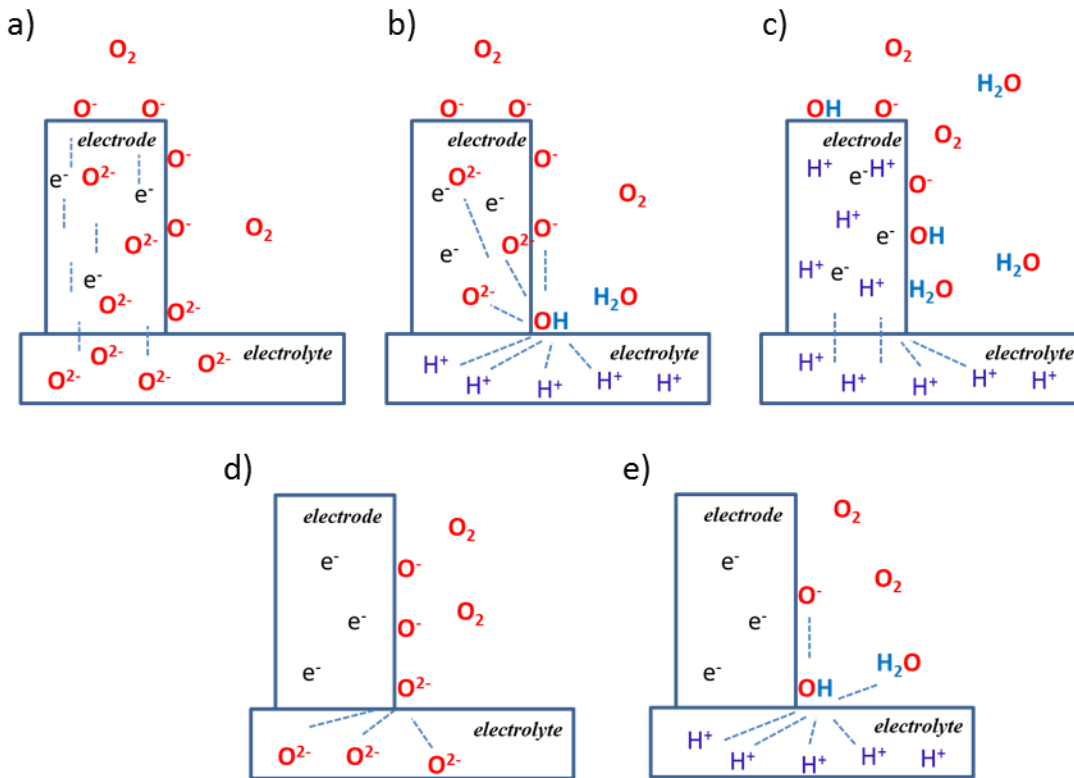 a)
O2
O- O-
electrode
O-
e- O2-
e-
O-
O2
O2-
e-
O2-
O-
electrolyte
O2-
O2-
O2-
O2-
b)
O2
O- O-
electrode
O-
O2-
e- e-
O2
O-
O2-
e-
O2-
H2O
OH
electrolyte
H+
H+
H+
H+
H+
c)
O2
H2O
OH O-
electrode
O2
H+ e- H+
O-
H+
e- OH
H2O
H+ e- H+
H2O
electrolyte
H+
H+
H+
H+
H+
d)
electrode
O2
e-
O-
O2
e-
O-
e-
O2-
electrolyte
O2-
O2-
O2-
e)
electrode
O2
e-
O2
O-
e-
H2O
e-
OH
electrolyte
H+
H+
H+
H+
H+